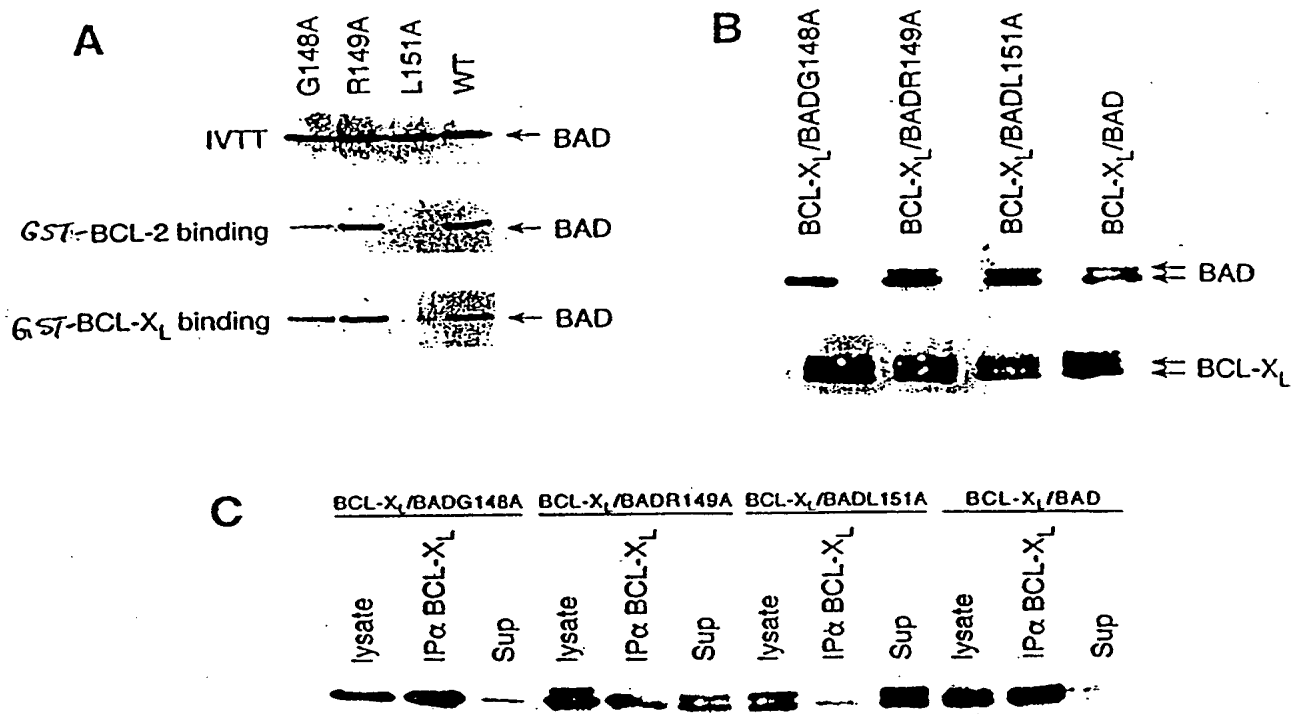 A
G148A
R149A
L151A
WT
IVTT
← BAD
GST-BCL-2 binding
← BAD
GST-BCL-XL binding
← BAD
B
BCL-XL/BADG148A
BCL-XL/BADR149A
BCL-XL/BADL151A
BCL-XL/BAD
BAD
BCL-XL
C
BCL-XL/BADG148A
BCL-XL/BADR149A
BCL-XL/BADL151A
BCL-XL/BAD
lysate
IPα BCL-XL
Sup
lysate
IPα BCL-XL
Sup
lysate
IPα BCL-XL
Sup
lysate
IPα BCL-XL
Sup